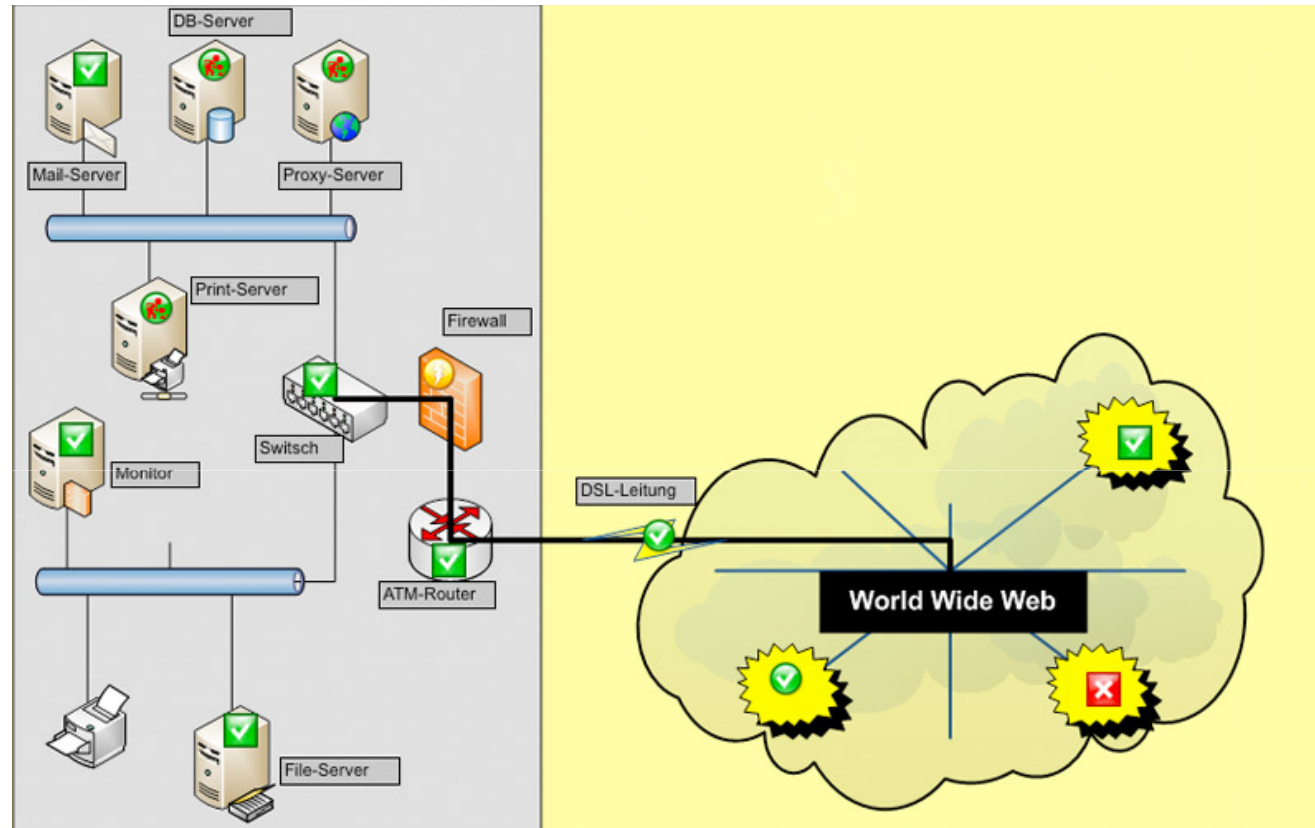 DB-Server
Mail-Server
Proxy-Server
Print-Server
Firewall
Switsch
Monitor
DSL-Leitung
ATM-Router
World Wide Web
File-Server